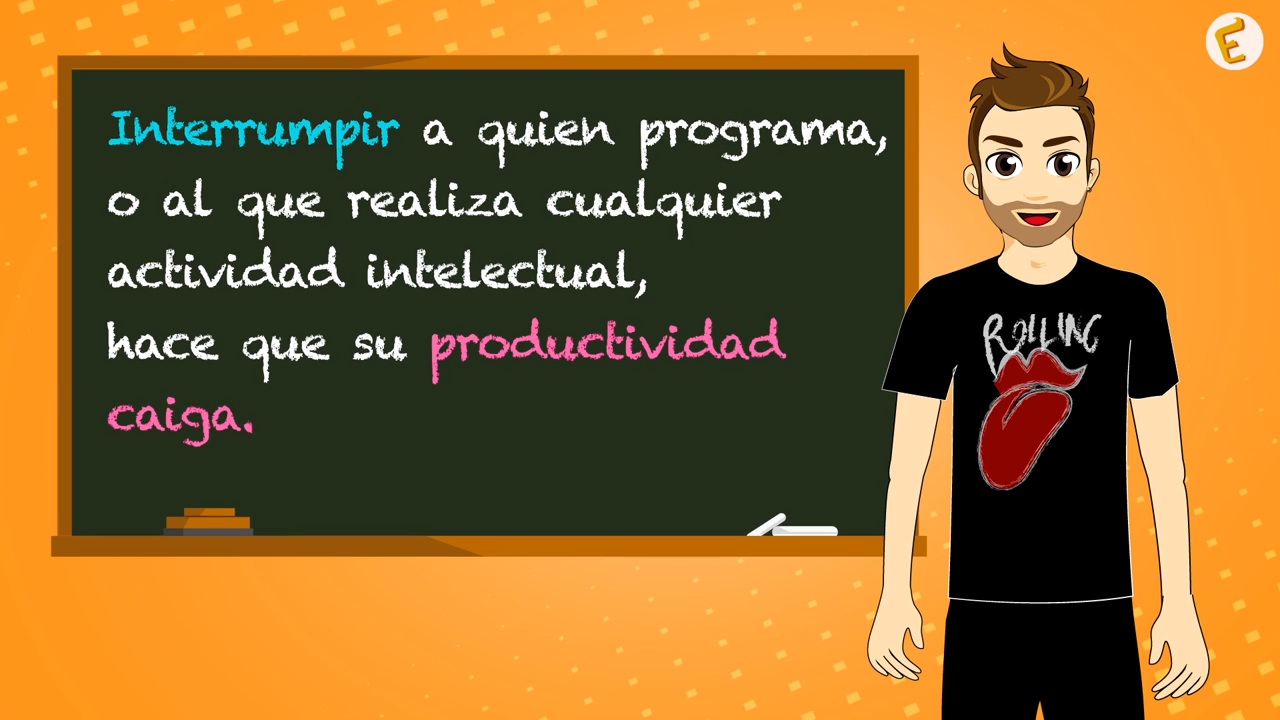 Interrumpir a quien programa,
o al que realiza cualquier
actividad intelectual,
hace que su productividad
caiga.
ROLLING
E